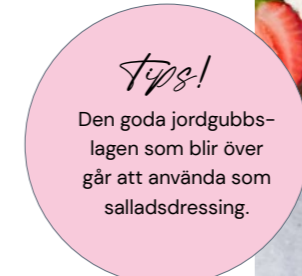 Tips!
Den goda jordgubbs-
lagen som blir över
går att använda som
salladsdressing.